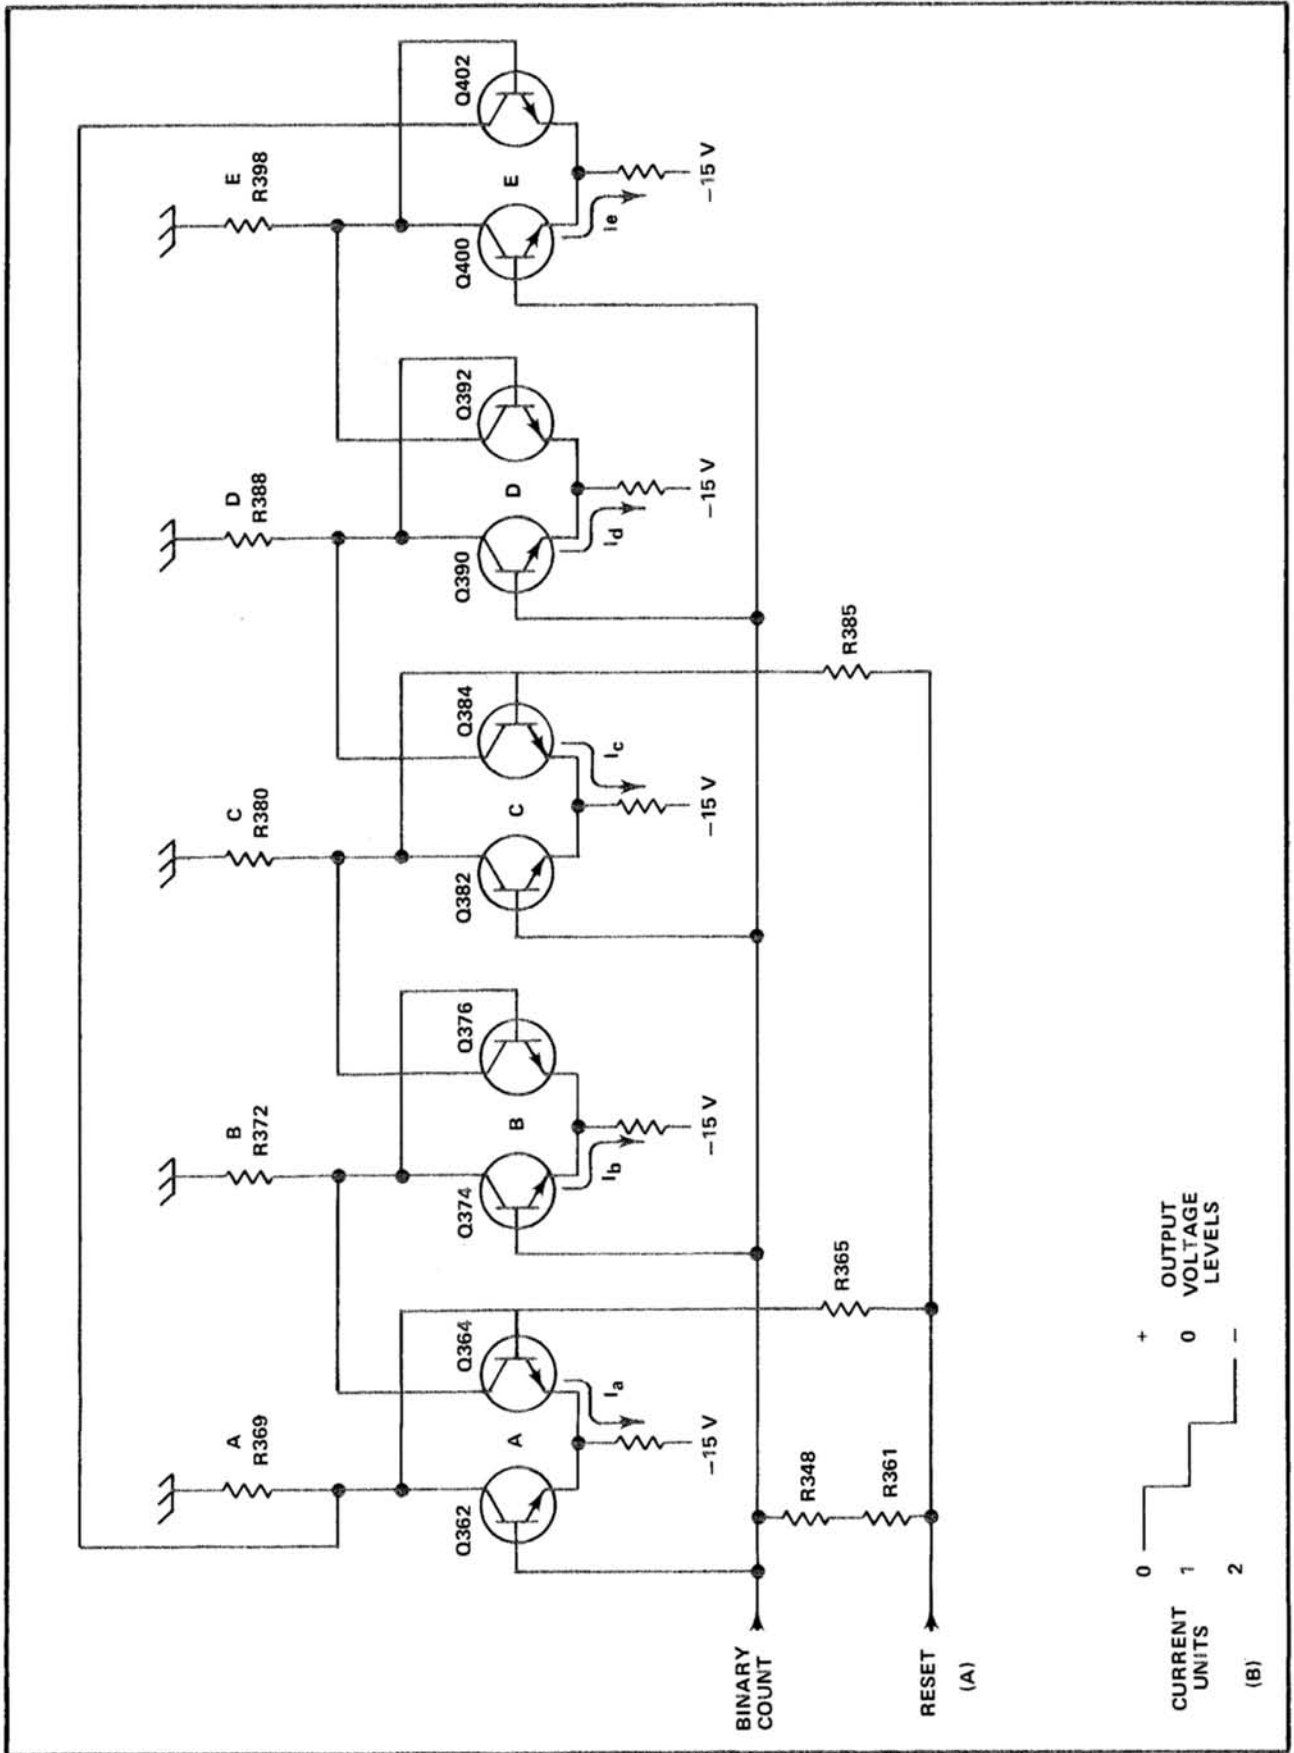 A
R369
B
R372
C
R380
D
R388
E
R398
Q362
A
Q364
Q374
B
Q376
Q382
C
Q384
Q390
D
Q392
Q400
E
Q402
Ia
Ib
Ic
Id
Ie
–15 V
–15 V
–15 V
–15 V
–15 V
R348
R361
R365
R385
BINARY
COUNT
RESET
(A)
CURRENT
UNITS
0
1
2
+
0
–
OUTPUT
VOLTAGE
LEVELS
(B)